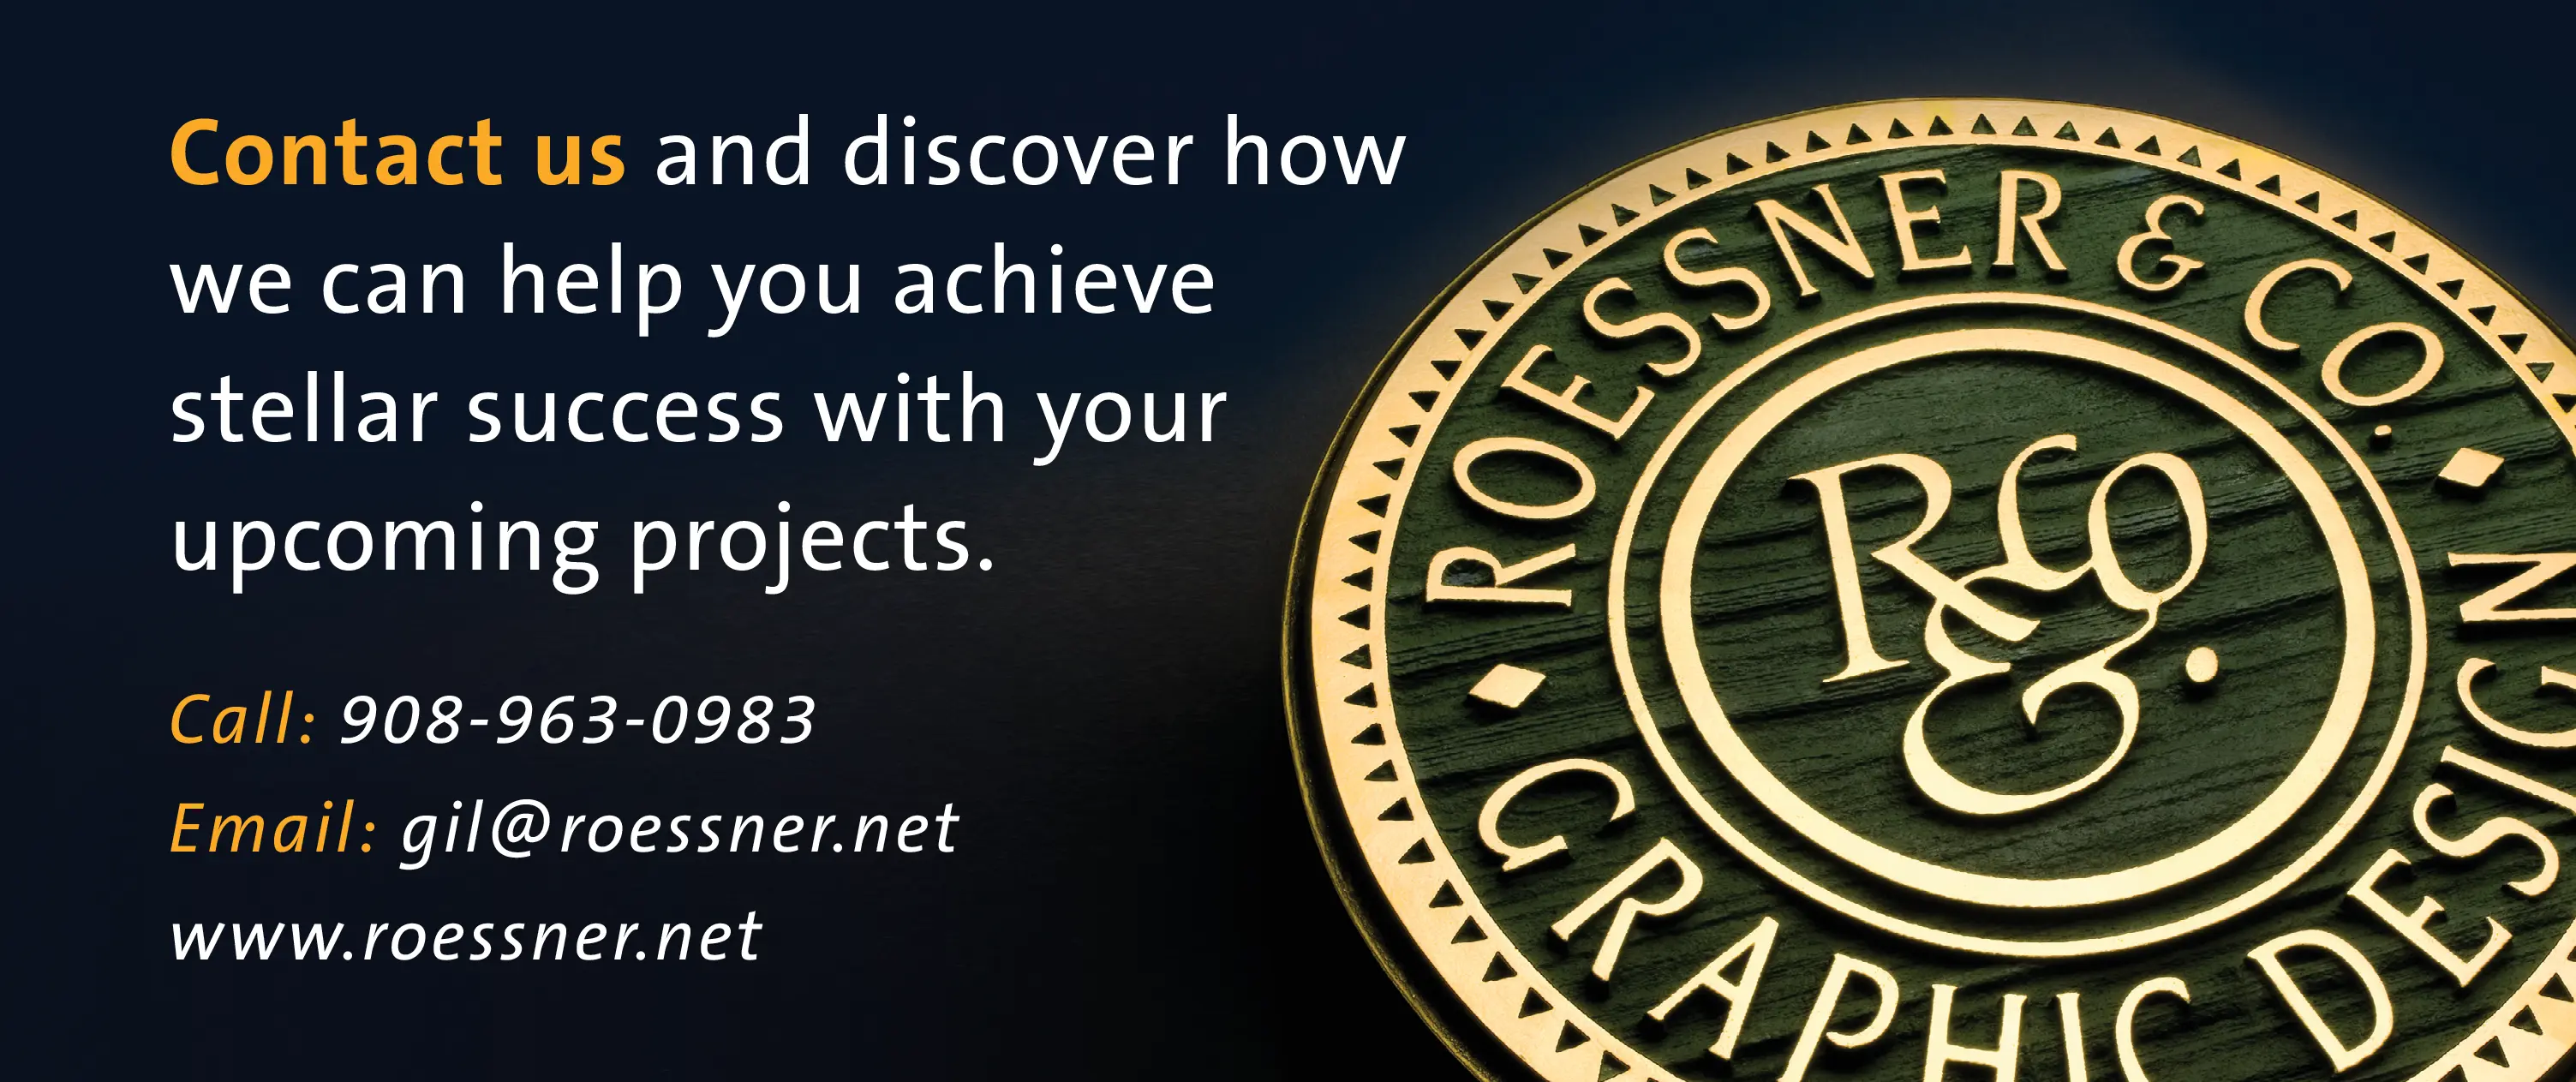 Contact us and discover how
we can help you achieve
stellar success with your
upcoming projects.
Call: 908-963-0983
Email: gil@roessner.net
www.roessner.net
ROESSNER & CO.
R&Co.
GRAPHIC DESIGN